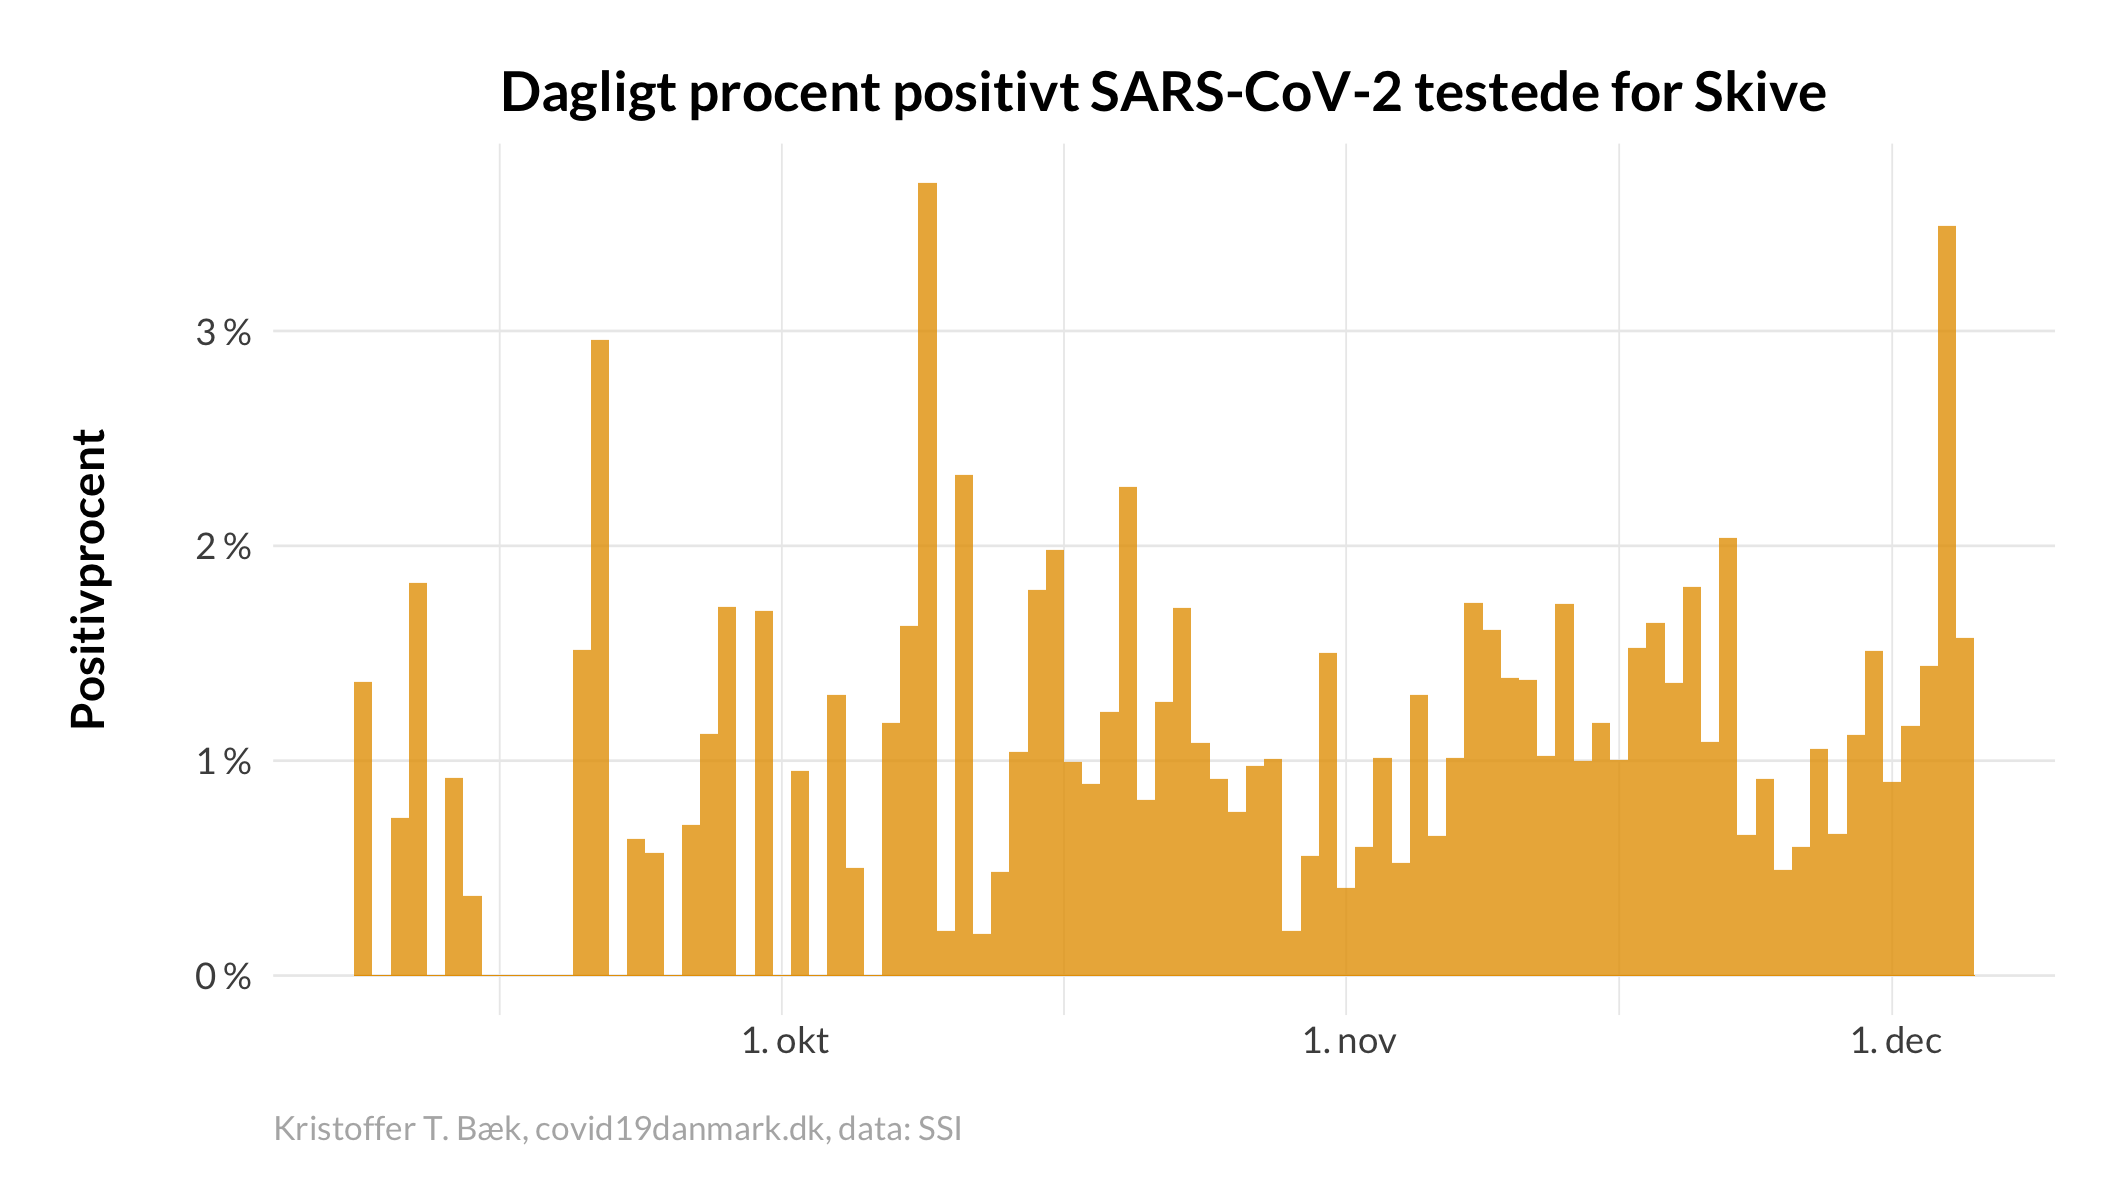 Dagligt procent positivt SARS-CoV-2 testede for Skive
Positivprocent
3 %
2 %
1 %
0 %
1. okt
1. nov
1. dec
Kristoffer T. Bæk, covid19danmark.dk, data: SSI